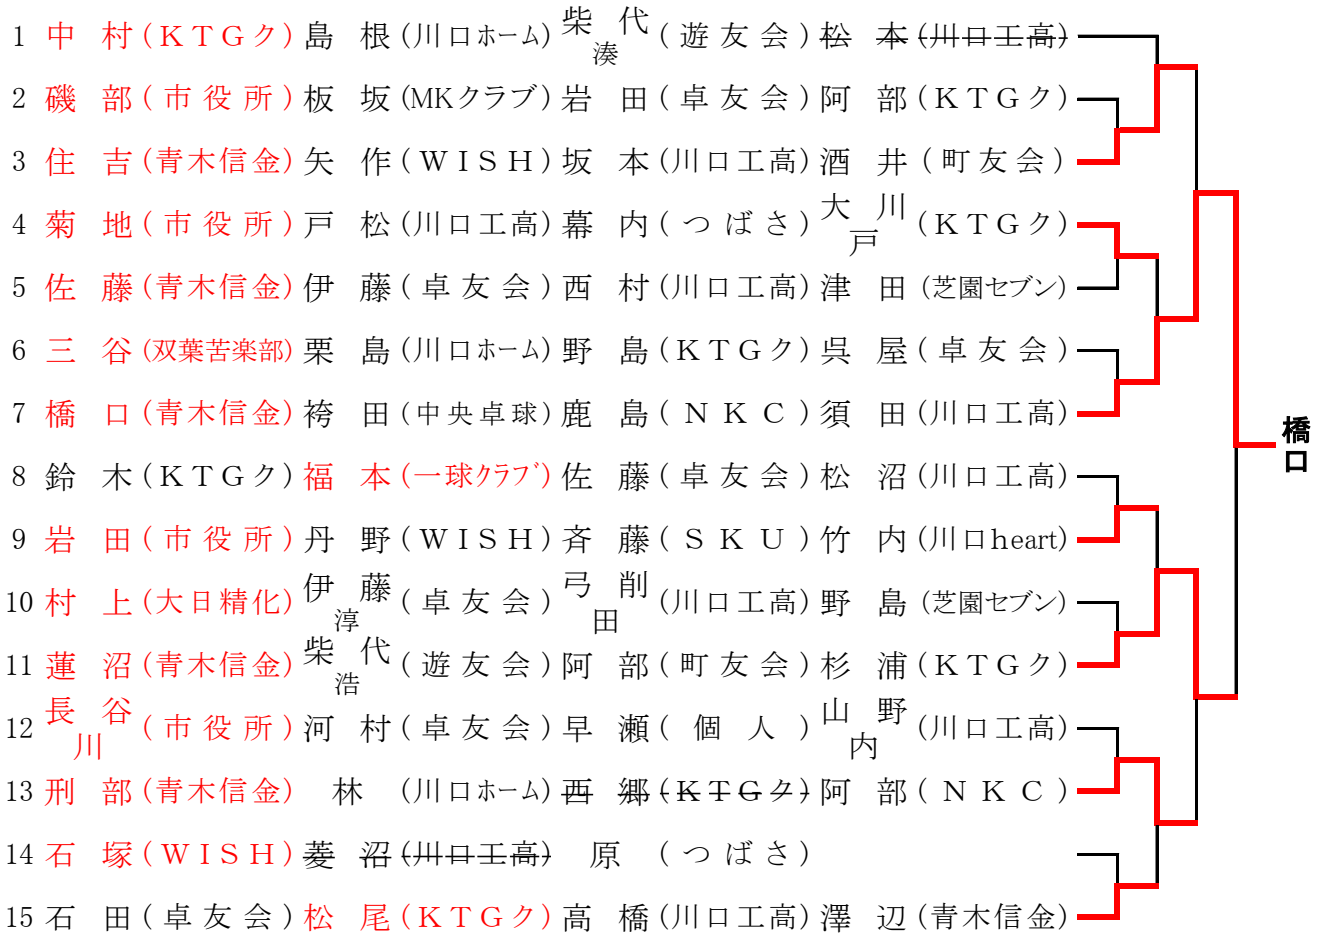 1 中村(KTGク) 島根(川口ホーム) 柴代湊(遊友会) 松本(川口工高)
2 磯部(市役所) 板坂(MKクラブ) 岩田(卓友会) 阿部(KTGク)
3 住吉(青木信金) 矢作(WISH) 坂本(川口工高) 酒井(町友会)
4 菊地(市役所) 戸松(川口工高) 幕内(つばさ) 大川戸(KTGク)
5 佐藤(青木信金) 伊藤(卓友会) 西村(川口工高) 津田(芝園セブン)
6 三谷(双葉苦楽部) 栗島(川口ホーム) 野島(KTGク) 呉屋(卓友会)
7 橋口(青木信金) 袴田(中央卓球) 鹿島(NKC) 須田(川口工高)
橋口
8 鈴木(KTGク) 福本(一球クラブ) 佐藤(卓友会) 松沼(川口工高)
9 岩田(市役所) 丹野(WISH) 斉藤(SKU) 竹内(川口heart)
10 村上(大日精化) 伊藤淳(卓友会) 弓削田(川口工高) 野島(芝園セブン)
11 蓮沼(青木信金) 柴代浩(遊友会) 阿部(町友会) 杉浦(KTGク)
12 長谷川(市役所) 河村(卓友会) 早瀬(個人) 山野内(川口工高)
13 刑部(青木信金) 林(川口ホーム) 西郷(KTGク) 阿部(NKC)
14 石塚(WISH) 菱沼(川口工高) 原(つばさ)
15 石田(卓友会) 松尾(KTGク) 高橋(川口工高) 澤辺(青木信金)